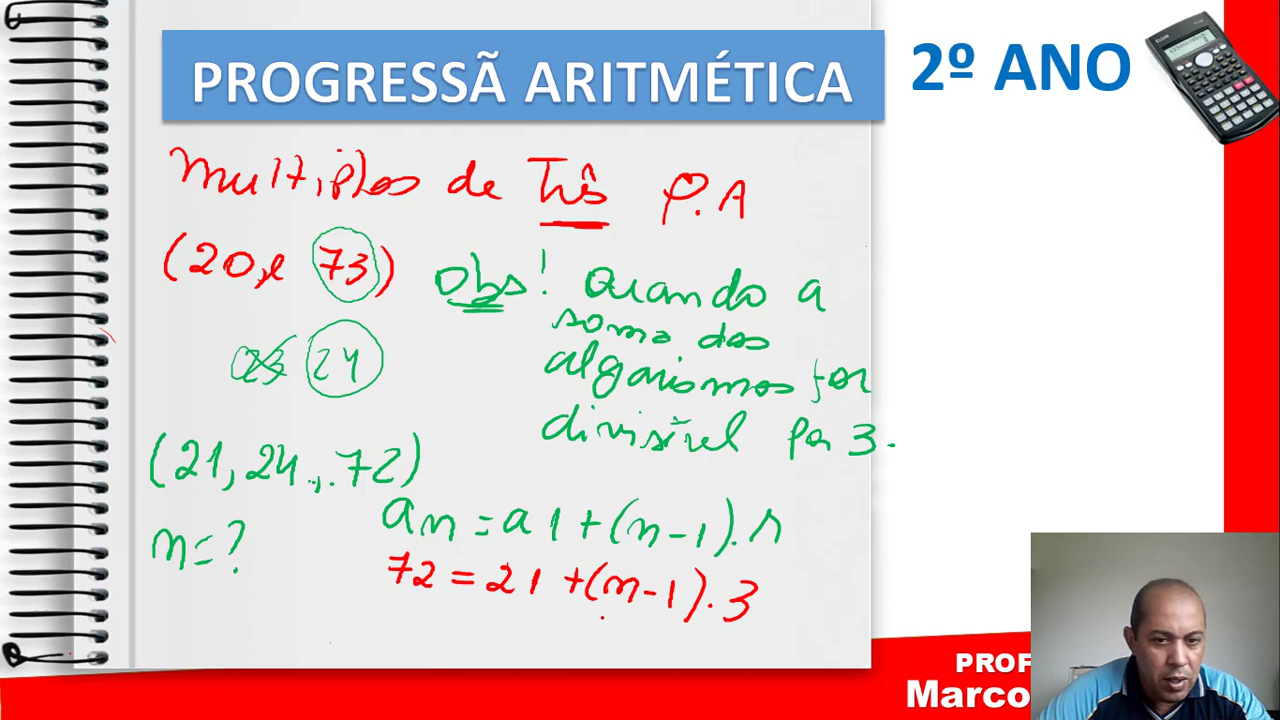 PROGRESSÃ ARITMÉTICA
2º ANO
multiplos de Três P.A
(20, e 73)
Obs! Quando a
soma dos
24
algarismos for
divisível por 3.
(21, 24, ... 72)
n = ?
an = a1 + (n-1).r
72 = 21 + (n-1).3
PROF
Marco